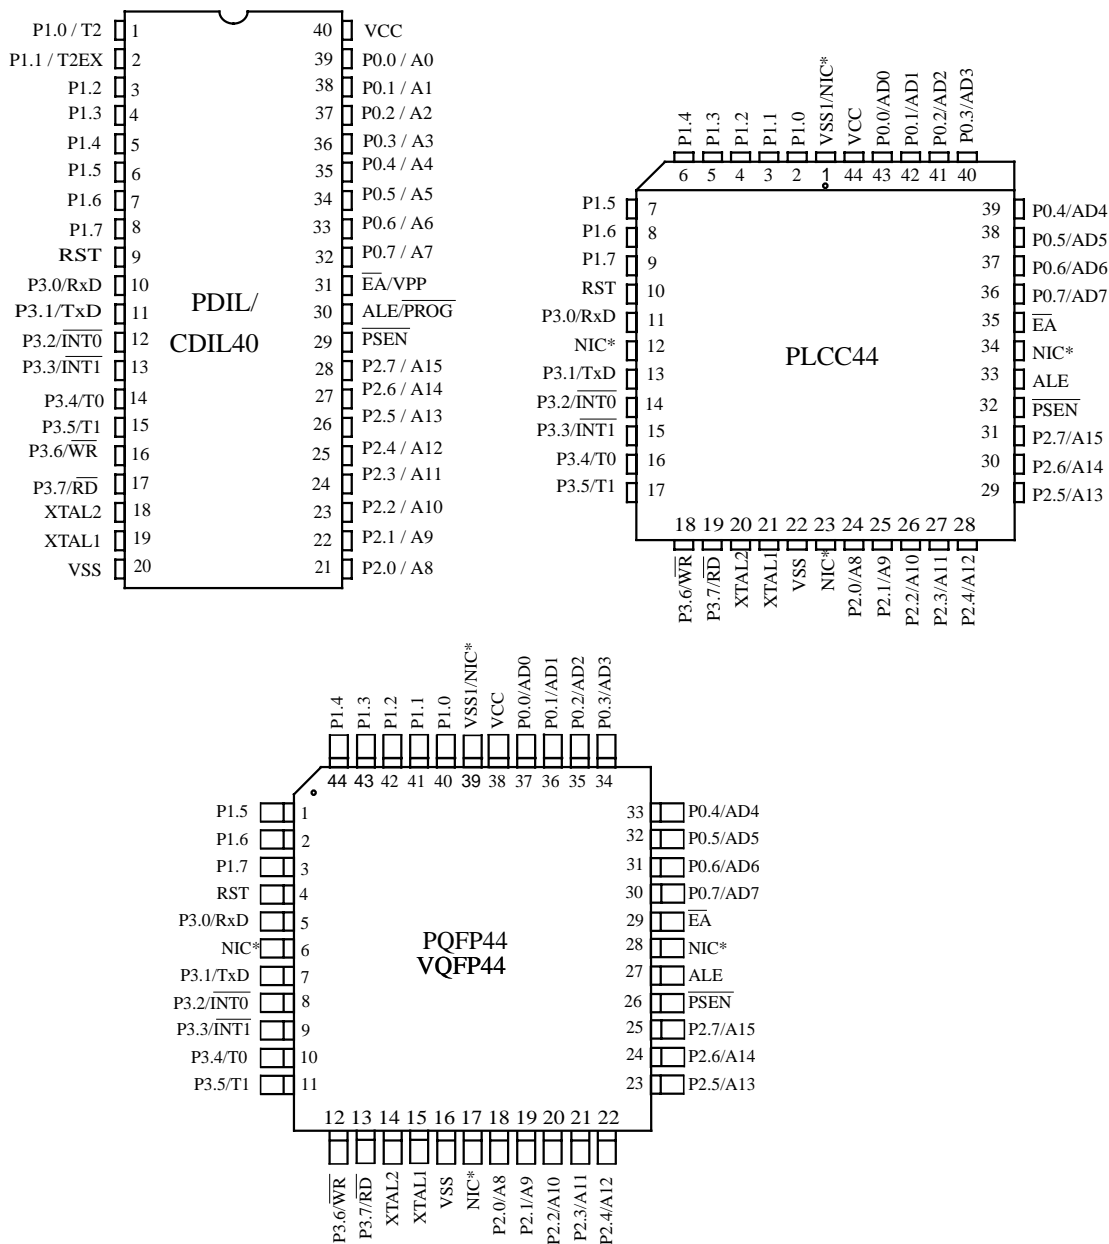 P1.0 / T2 1 40 VCC
P1.1 / T2EX 2 39 P0.0 / A0
P1.2 3 38 P0.1 / A1
P1.3 4 37 P0.2 / A2
P1.4 5 36 P0.3 / A3
P1.5 6 35 P0.4 / A4
P1.6 7 34 P0.5 / A5
P1.7 8 33 P0.6 / A6
RST 9 32 P0.7 / A7
P3.0/RxD 10 31 E̅A̅/VPP
P3.1/TxD 11 30 ALE/P̅R̅O̅G̅
P3.2/I̅N̅T̅0̅ 12 29 P̅S̅E̅N̅
P3.3/I̅N̅T̅1̅ 13 28 P2.7 / A15
P3.4/T0 14 27 P2.6 / A14
P3.5/T1 15 26 P2.5 / A13
P3.6/W̅R̅ 16 25 P2.4 / A12
P3.7/R̅D̅ 17 24 P2.3 / A11
XTAL2 18 23 P2.2 / A10
XTAL1 19 22 P2.1 / A9
VSS 20 21 P2.0 / A8
PDIL/
CDIL40
P1.4 P1.3 P1.2 P1.1 P1.0 VSS1/NIC* VCC P0.0/AD0 P0.1/AD1 P0.2/AD2 P0.3/AD3
6 5 4 3 2 1 44 43 42 41 40
P1.5 7 39 P0.4/AD4
P1.6 8 38 P0.5/AD5
P1.7 9 37 P0.6/AD6
RST 10 36 P0.7/AD7
P3.0/RxD 11 35 E̅A̅
NIC* 12 34 NIC*
P3.1/TxD 13 33 ALE
P3.2/I̅N̅T̅0̅ 14 32 P̅S̅E̅N̅
P3.3/I̅N̅T̅1̅ 15 31 P2.7/A15
P3.4/T0 16 30 P2.6/A14
P3.5/T1 17 29 P2.5/A13
PLCC44
18 19 20 21 22 23 24 25 26 27 28
P3.6/W̅R̅ P3.7/R̅D̅ XTAL2 XTAL1 VSS NIC* P2.0/A8 P2.1/A9 P2.2/A10 P2.3/A11 P2.4/A12
P1.4 P1.3 P1.2 P1.1 P1.0 VSS1/NIC* VCC P0.0/AD0 P0.1/AD1 P0.2/AD2 P0.3/AD3
44 43 42 41 40 39 38 37 36 35 34
P1.5 1 33 P0.4/AD4
P1.6 2 32 P0.5/AD5
P1.7 3 31 P0.6/AD6
RST 4 30 P0.7/AD7
P3.0/RxD 5 29 E̅A̅
NIC* 6 28 NIC*
P3.1/TxD 7 27 ALE
P3.2/I̅N̅T̅0̅ 8 26 P̅S̅E̅N̅
P3.3/I̅N̅T̅1̅ 9 25 P2.7/A15
P3.4/T0 10 24 P2.6/A14
P3.5/T1 11 23 P2.5/A13
PQFP44
VQFP44
12 13 14 15 16 17 18 19 20 21 22
P3.6/W̅R̅ P3.7/R̅D̅ XTAL2 XTAL1 VSS NIC* P2.0/A8 P2.1/A9 P2.2/A10 P2.3/A11 P2.4/A12